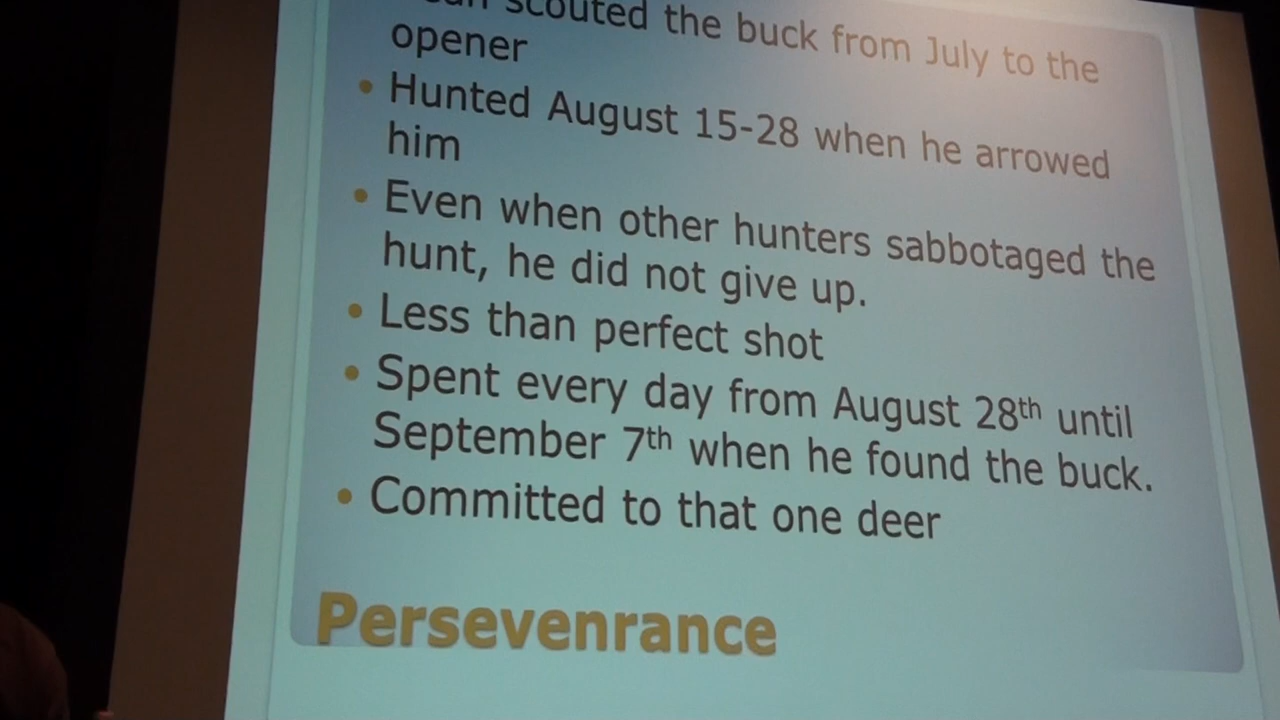 scouted the buck from July to the
opener
• Hunted August 15-28 when he arrowed
him
• Even when other hunters sabbotaged the
hunt, he did not give up.
• Less than perfect shot
• Spent every day from August 28th until
September 7th when he found the buck.
• Committed to that one deer
Persevenrance